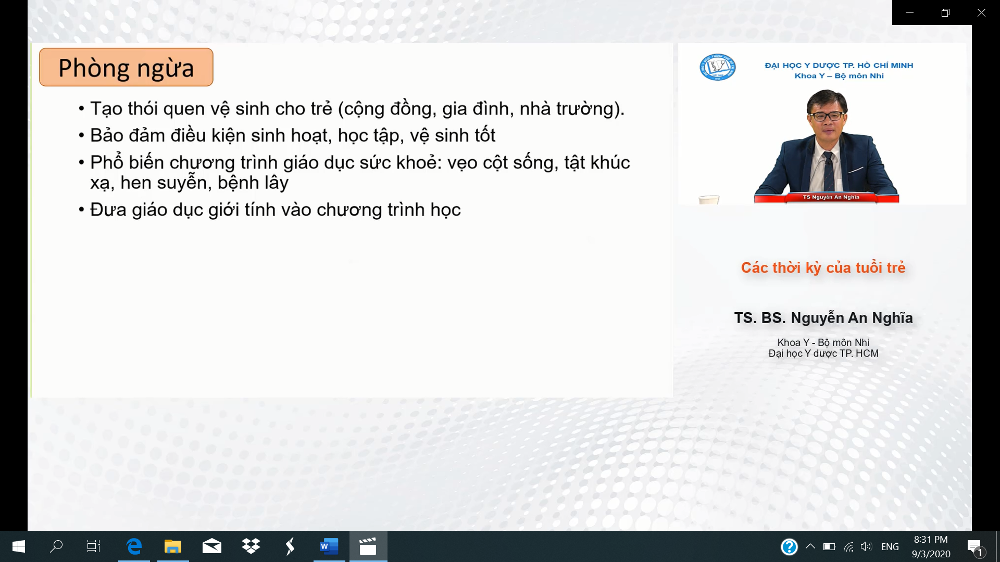 Phòng ngừa
• Tạo thói quen vệ sinh cho trẻ (cộng đồng, gia đình, nhà trường).
• Bảo đảm điều kiện sinh hoạt, học tập, vệ sinh tốt
• Phổ biến chương trình giáo dục sức khoẻ: vẹo cột sống, tật khúc
xạ, hen suyễn, bệnh lây
• Đưa giáo dục giới tính vào chương trình học
ĐẠI HỌC Y DƯỢC TP. HỒ CHÍ MINH
Khoa Y – Bộ môn Nhi
TS Nguyễn An Nghĩa
Các thời kỳ của tuổi trẻ
TS. BS. Nguyễn An Nghĩa
Khoa Y - Bộ môn Nhi
Đại học Y dược TP. HCM
ENG
8:31 PM
9/3/2020
1